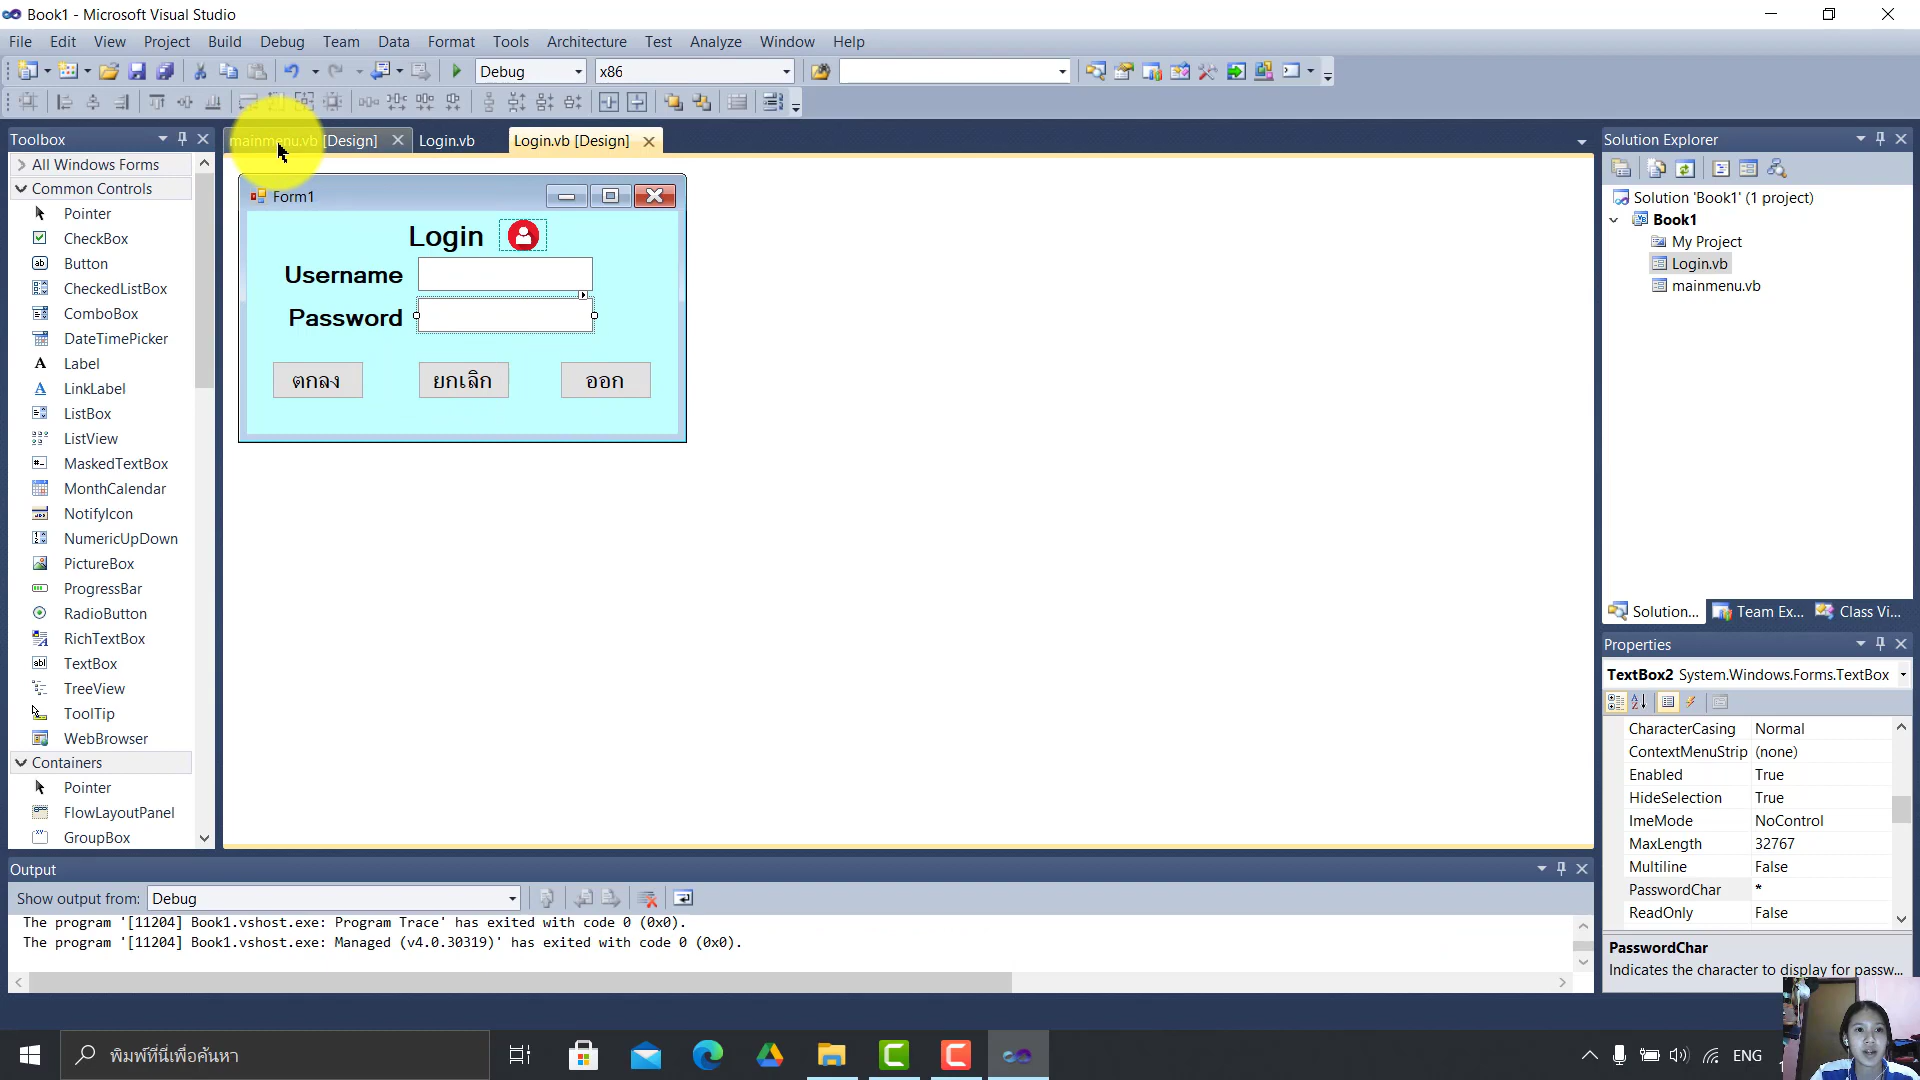 Book1 - Microsoft Visual Studio
File Edit View Project Build Debug Team Data Format Tools Architecture Test Analyze Window Help
Debug x86
Toolbox
mainmenu.vb [Design] Login.vb Login.vb [Design]
Solution Explorer
All Windows Forms
Common Controls
Pointer
CheckBox
Button
CheckedListBox
ComboBox
DateTimePicker
Label
LinkLabel
ListBox
ListView
MaskedTextBox
MonthCalendar
NotifyIcon
NumericUpDown
PictureBox
ProgressBar
RadioButton
RichTextBox
TextBox
TreeView
ToolTip
WebBrowser
Containers
Pointer
FlowLayoutPanel
GroupBox
Form1
Login
Username
Password
ตกลง ยกเลิก ออก
Solution 'Book1' (1 project)
Book1
My Project
Login.vb
mainmenu.vb
Solution... Team Ex... Class Vi...
Properties
TextBox2 System.Windows.Forms.TextBox
CharacterCasing Normal
ContextMenuStrip (none)
Enabled True
HideSelection True
ImeMode NoControl
MaxLength 32767
Multiline False
PasswordChar *
ReadOnly False
PasswordChar
Indicates the character to display for passw...
Output
Show output from: Debug
The program '[11204] Book1.vshost.exe: Program Trace' has exited with code 0 (0x0).
The program '[11204] Book1.vshost.exe: Managed (v4.0.30319)' has exited with code 0 (0x0).
พิมพ์ที่นี่เพื่อค้นหา
ENG